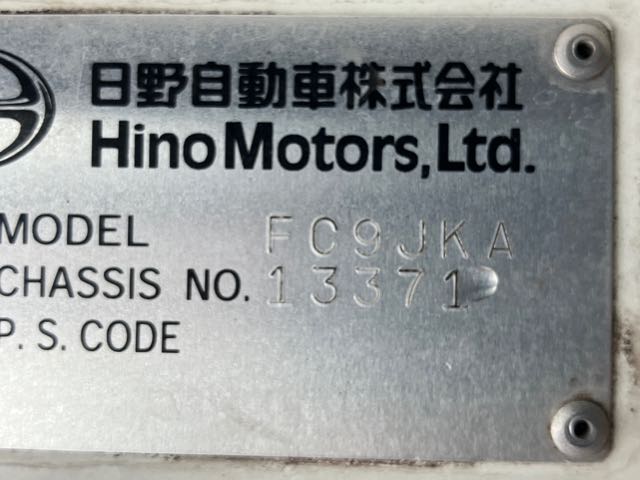 日野自動車株式会社
Hino Motors, Ltd.
MODEL FC9JKA
CHASSIS NO. 13371
P. S. CODE